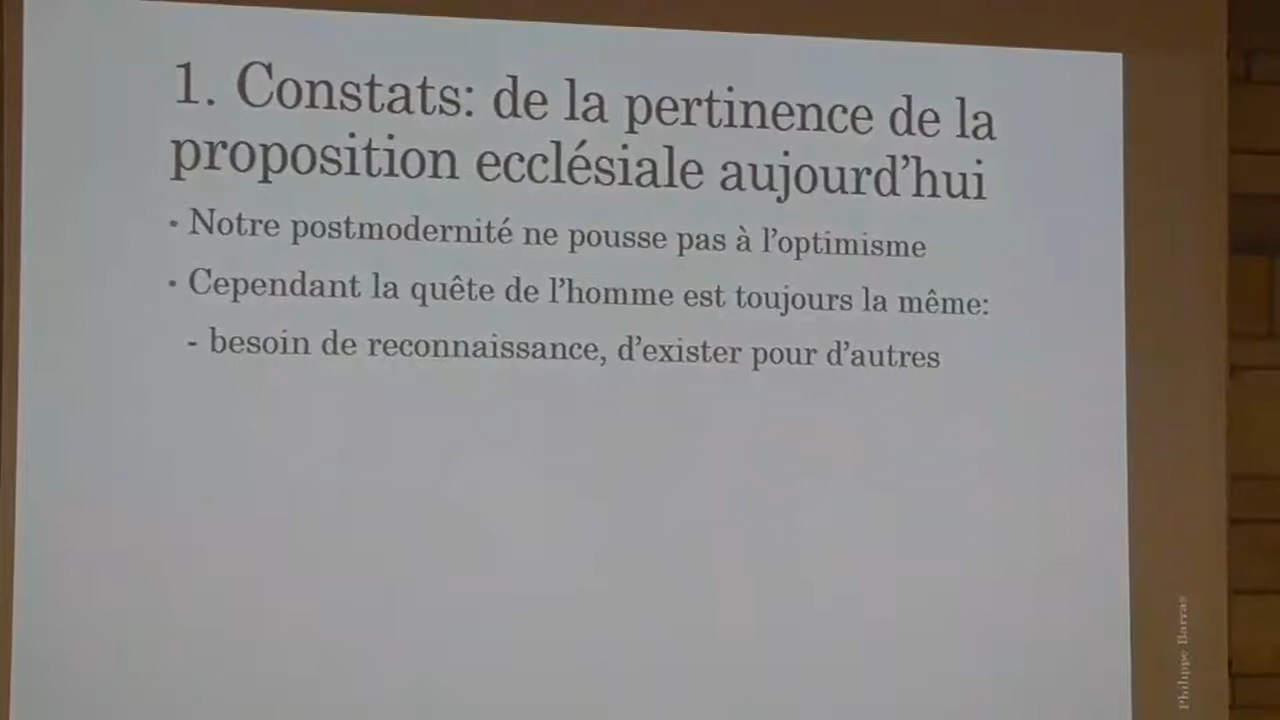 1. Constats: de la pertinence de la
proposition ecclésiale aujourd’hui
• Notre postmodernité ne pousse pas à l’optimisme
• Cependant la quête de l’homme est toujours la même:
- besoin de reconnaissance, d’exister pour d’autres
Philippe Barras